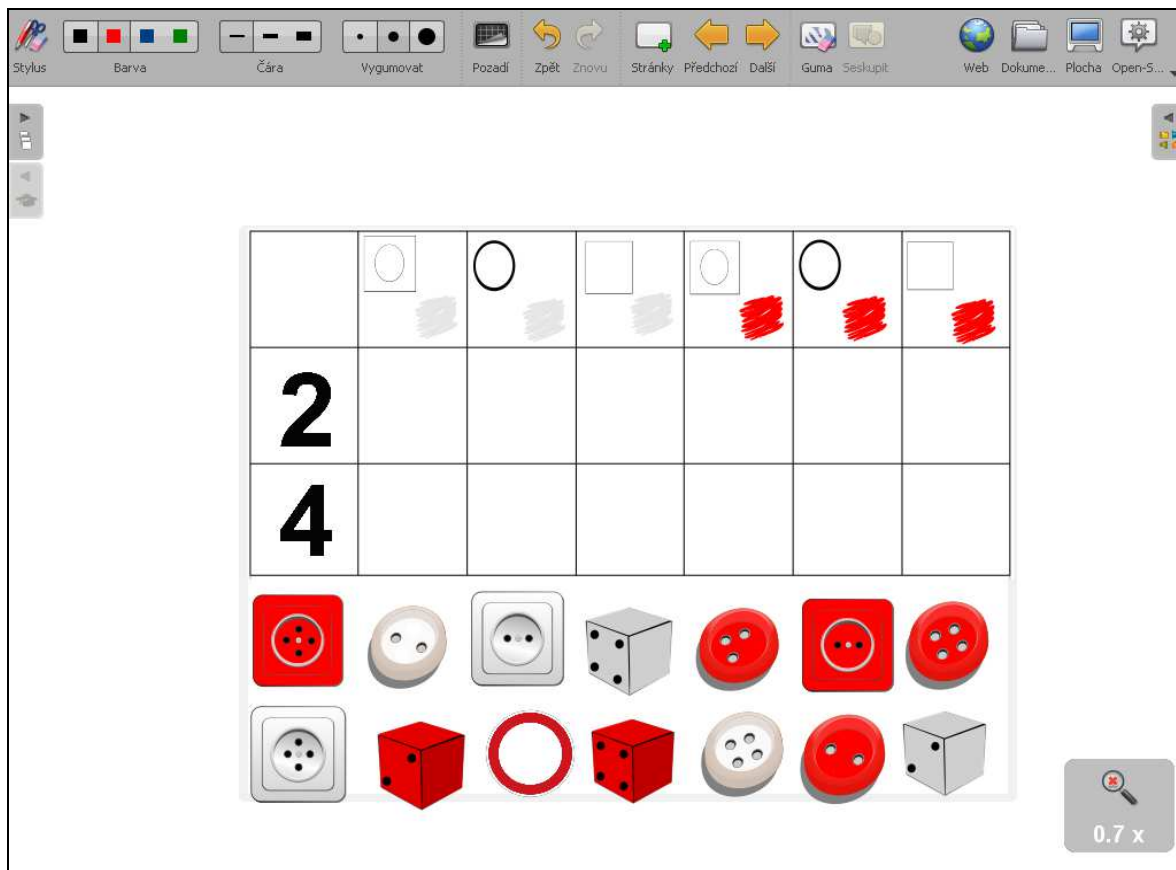 Stylus Barva Čára Vygumovat Pozadí Zpět Znovu Stránky Předchozí Další Guma Seskupit Web Dokume... Plocha Open-S...
2
4
0.7 x